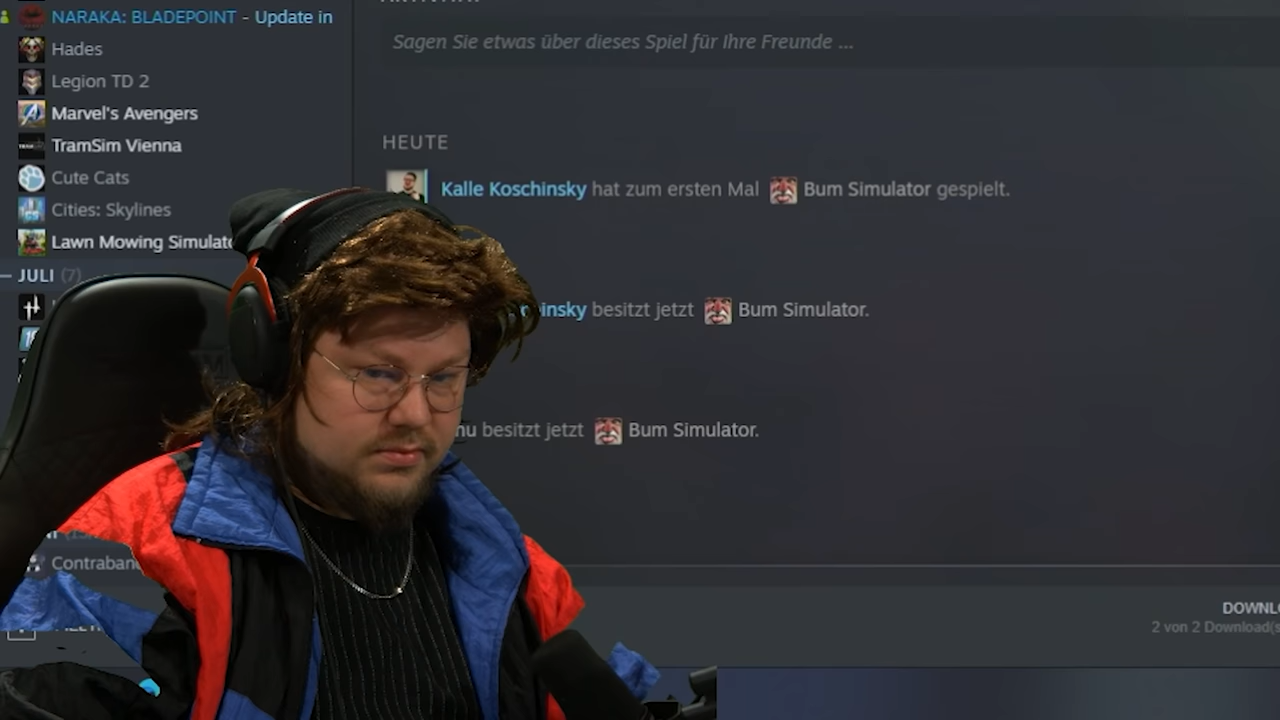 NARAKA: BLADEPOINT - Update in
Hades
Legion TD 2
Marvel's Avengers
TramSim Vienna
Cute Cats
Cities: Skylines
Lawn Mowing Simulato
JULI (7)
Contraband
Sagen Sie etwas über dieses Spiel für Ihre Freunde ...
HEUTE
Kalle Koschinsky hat zum ersten Mal Bum Simulator gespielt.
insky besitzt jetzt Bum Simulator.
nu besitzt jetzt Bum Simulator.
DOWNLO
2 von 2 Download(s